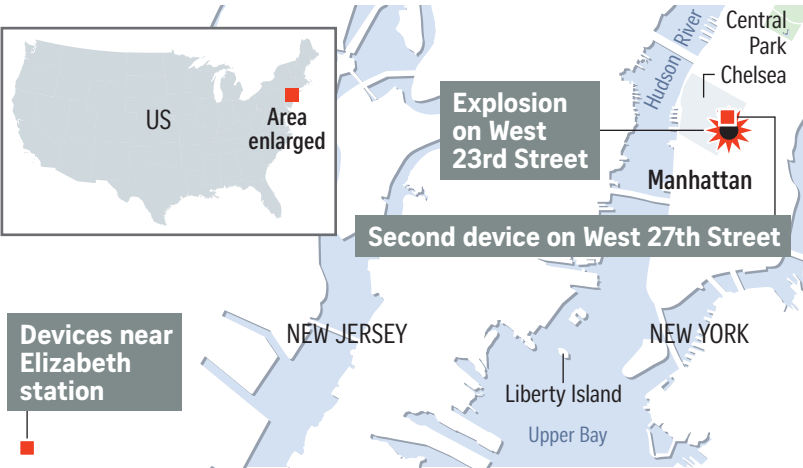 US
Area
enlarged
Hudson River
Central
Park
Chelsea
Explosion
on West
23rd Street
Manhattan
Second device on West 27th Street
Devices near
Elizabeth
station
NEW JERSEY
NEW YORK
Liberty Island
Upper Bay